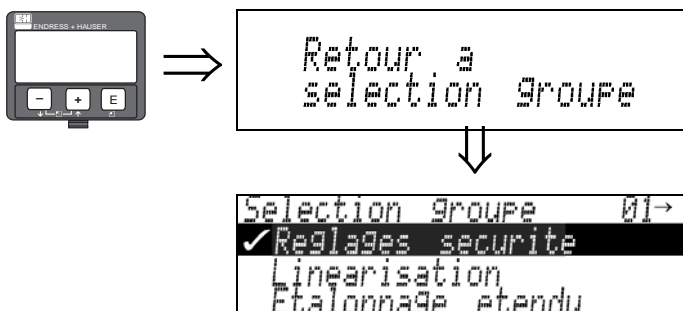 E+H
ENDRESS + HAUSER
- + E
Retour a
selection groupe
Selection groupe 01→
✓Reglages securite
Linearisation
Etalonnage etendu